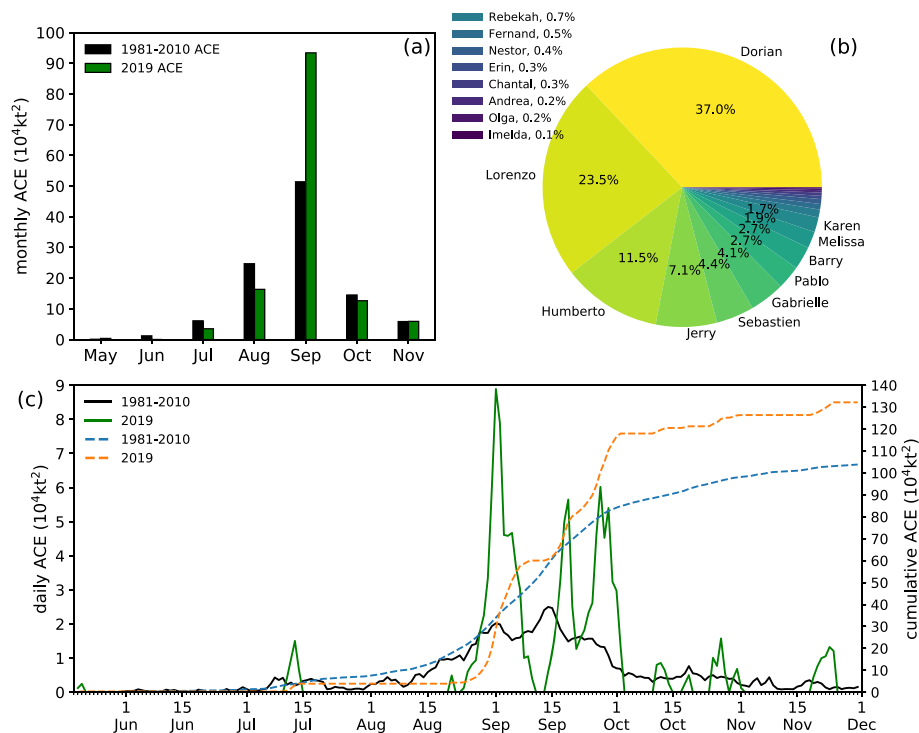 (a)
1981-2010 ACE
2019 ACE
monthly ACE (10⁴kt²)
100
90
80
70
60
50
40
30
20
10
0
May Jun Jul Aug Sep Oct Nov
(b)
Rebekah, 0.7%
Fernand, 0.5%
Nestor, 0.4%
Erin, 0.3%
Chantal, 0.3%
Andrea, 0.2%
Olga, 0.2%
Imelda, 0.1%
Dorian
37.0%
Lorenzo
23.5%
Humberto
11.5%
Jerry
7.1%
Sebastien
4.4%
Gabrielle
4.1%
Pablo
2.7%
Barry
2.7%
Melissa
1.9%
Karen
1.7%
(c)
1981-2010
2019
1981-2010
2019
daily ACE (10⁴kt²)
9
8
7
6
5
4
3
2
1
0
cumulative ACE (10⁴kt²)
140
130
120
110
100
90
80
70
60
50
40
30
20
10
0
1 15 1 15 1 15 1 15 1 15 1 15 1
Jun Jun Jul Jul Aug Aug Sep Sep Oct Oct Nov Nov Dec